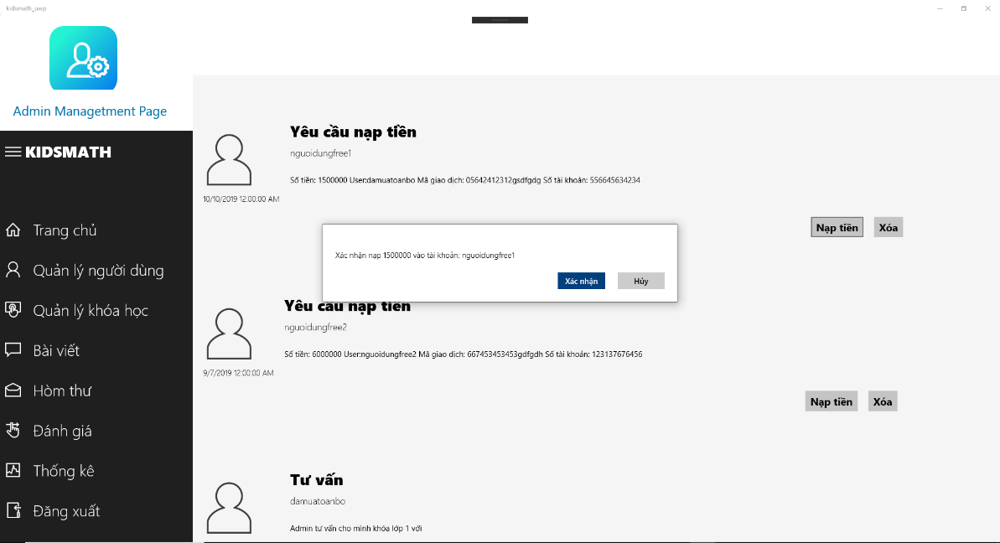 kidsmath_uwp
Admin Managetment Page
KIDSMATH
Trang chủ
Quản lý người dùng
Quản lý khóa học
Bài viết
Hòm thư
Đánh giá
Thống kê
Đăng xuất
Yêu cầu nạp tiền
nguoidungfree1
Số tiền: 1500000 User:damuatoanbo Mã giao dịch: 05642412312gsdfgdg Số tài khoản: 556645634234
10/10/2019 12:00:00 AM
Nạp tiền Xóa
Xác nhận nạp 1500000 vào tài khoản: nguoidungfree1
Xác nhận Hủy
Yêu cầu nạp tiền
nguoidungfree2
Số tiền: 6000000 User:nguoidungfree2 Mã giao dịch: 667453453453gdfgdh Số tài khoản: 123137676456
9/7/2019 12:00:00 AM
Nạp tiền Xóa
Tư vấn
damuatoanbo
Admin tư vấn cho mình khóa lớp 1 với